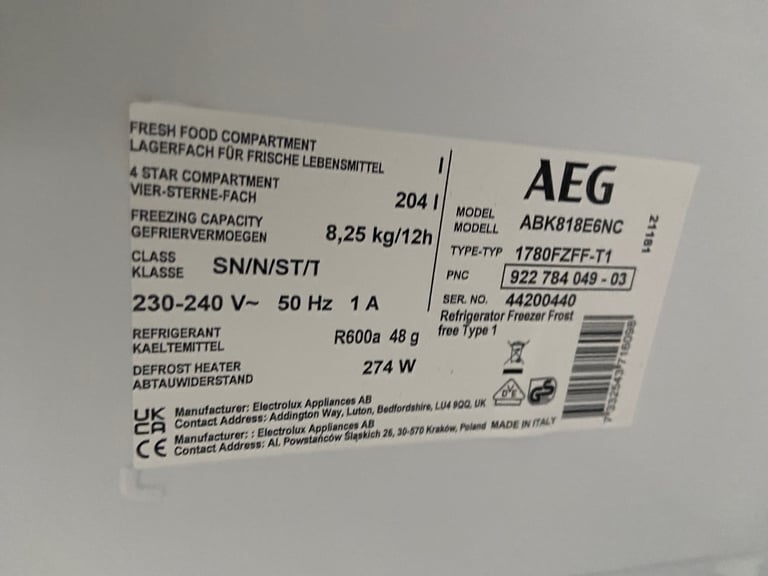 FRESH FOOD COMPARTMENT
LAGERFACH FÜR FRISCHE LEBENSMITTEL l
4 STAR COMPARTMENT
VIER-STERNE-FACH 204 l
FREEZING CAPACITY
GEFRIERVERMOEGEN 8,25 kg/12h
CLASS
KLASSE SN/N/ST/T
230-240 V~ 50 Hz 1 A
REFRIGERANT
KAELTEMITTEL R600a 48 g
DEFROST HEATER
ABTAUWIDERSTAND 274 W
AEG
MODEL
MODELL ABK818E6NC
TYPE-TYP 1780FZFF-T1
PNC 922 784 049 - 03
SER. NO. 44200440
Refrigerator Freezer Frost
free Type 1
21181
UK
CA
Manufacturer: Electrolux Appliances AB
Contact Address: Addington Way, Luton, Bedfordshire, LU4 9QQ, UK
CE
Manufacturer: : Electrolux Appliances AB
Contact Address: Al. Powstańców Śląskich 26, 30-570 Kraków, Poland MADE IN ITALY
GS
7332543716098